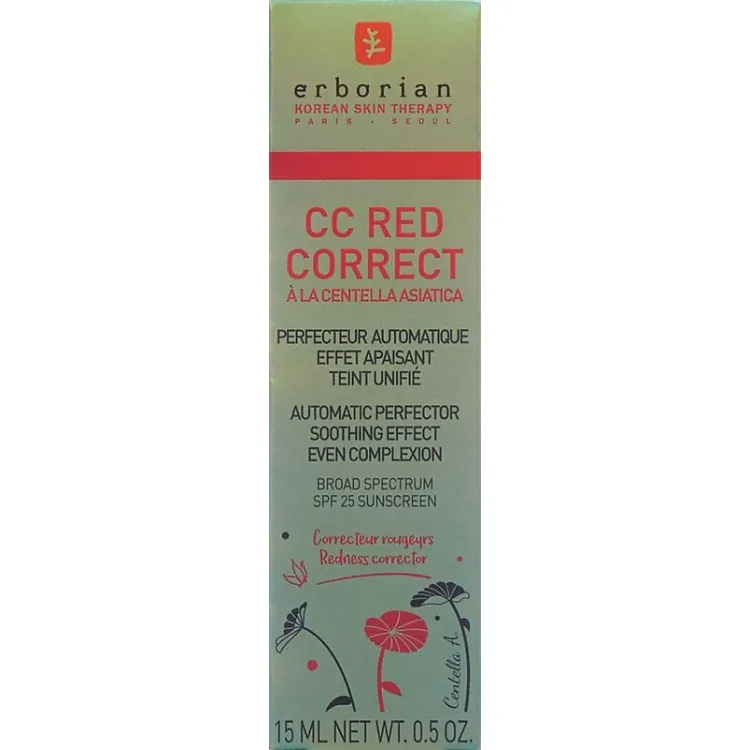 erborian
KOREAN SKIN THERAPY
PARIS - SEOUL
CC RED
CORRECT
À LA CENTELLA ASIATICA
PERFECTEUR AUTOMATIQUE
EFFET APAISANT
TEINT UNIFIÉ
AUTOMATIC PERFECTOR
SOOTHING EFFECT
EVEN COMPLEXION
BROAD SPECTRUM
SPF 25 SUNSCREEN
Correcteur rougeurs
Redness corrector
Centella A.
15 ML NET WT. 0.5 OZ.